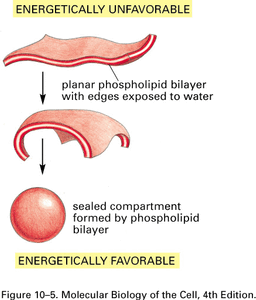 ENERGETICALLY UNFAVORABLE
planar phospholipid bilayer
with edges exposed to water
sealed compartment
formed by phospholipid
bilayer
ENERGETICALLY FAVORABLE
Figure 10–5. Molecular Biology of the Cell, 4th Edition.